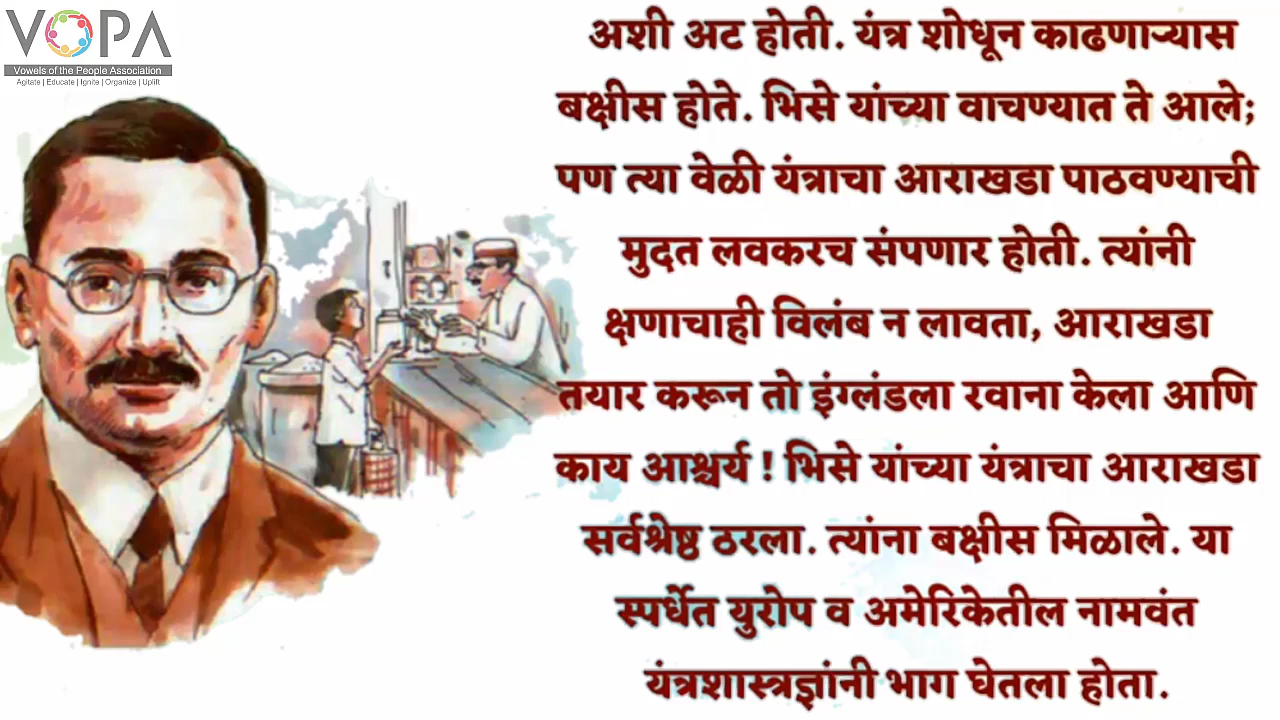 VOPA
Vowels of the People Association
Agitate | Educate | Ignite | Organize | Uplift
अशी अट होती. यंत्र शोधून काढणाऱ्यास
बक्षीस होते. भिसे यांच्या वाचण्यात ते आले;
पण त्या वेळी यंत्राचा आराखडा पाठवण्याची
मुदत लवकरच संपणार होती. त्यांनी
क्षणाचाही विलंब न लावता, आराखडा
तयार करून तो इंग्लंडला रवाना केला आणि
काय आश्चर्य ! भिसे यांच्या यंत्राचा आराखडा
सर्वश्रेष्ठ ठरला. त्यांना बक्षीस मिळाले. या
स्पर्धेत युरोप व अमेरिकेतील नामवंत
यंत्रशास्त्रज्ञांनी भाग घेतला होता.